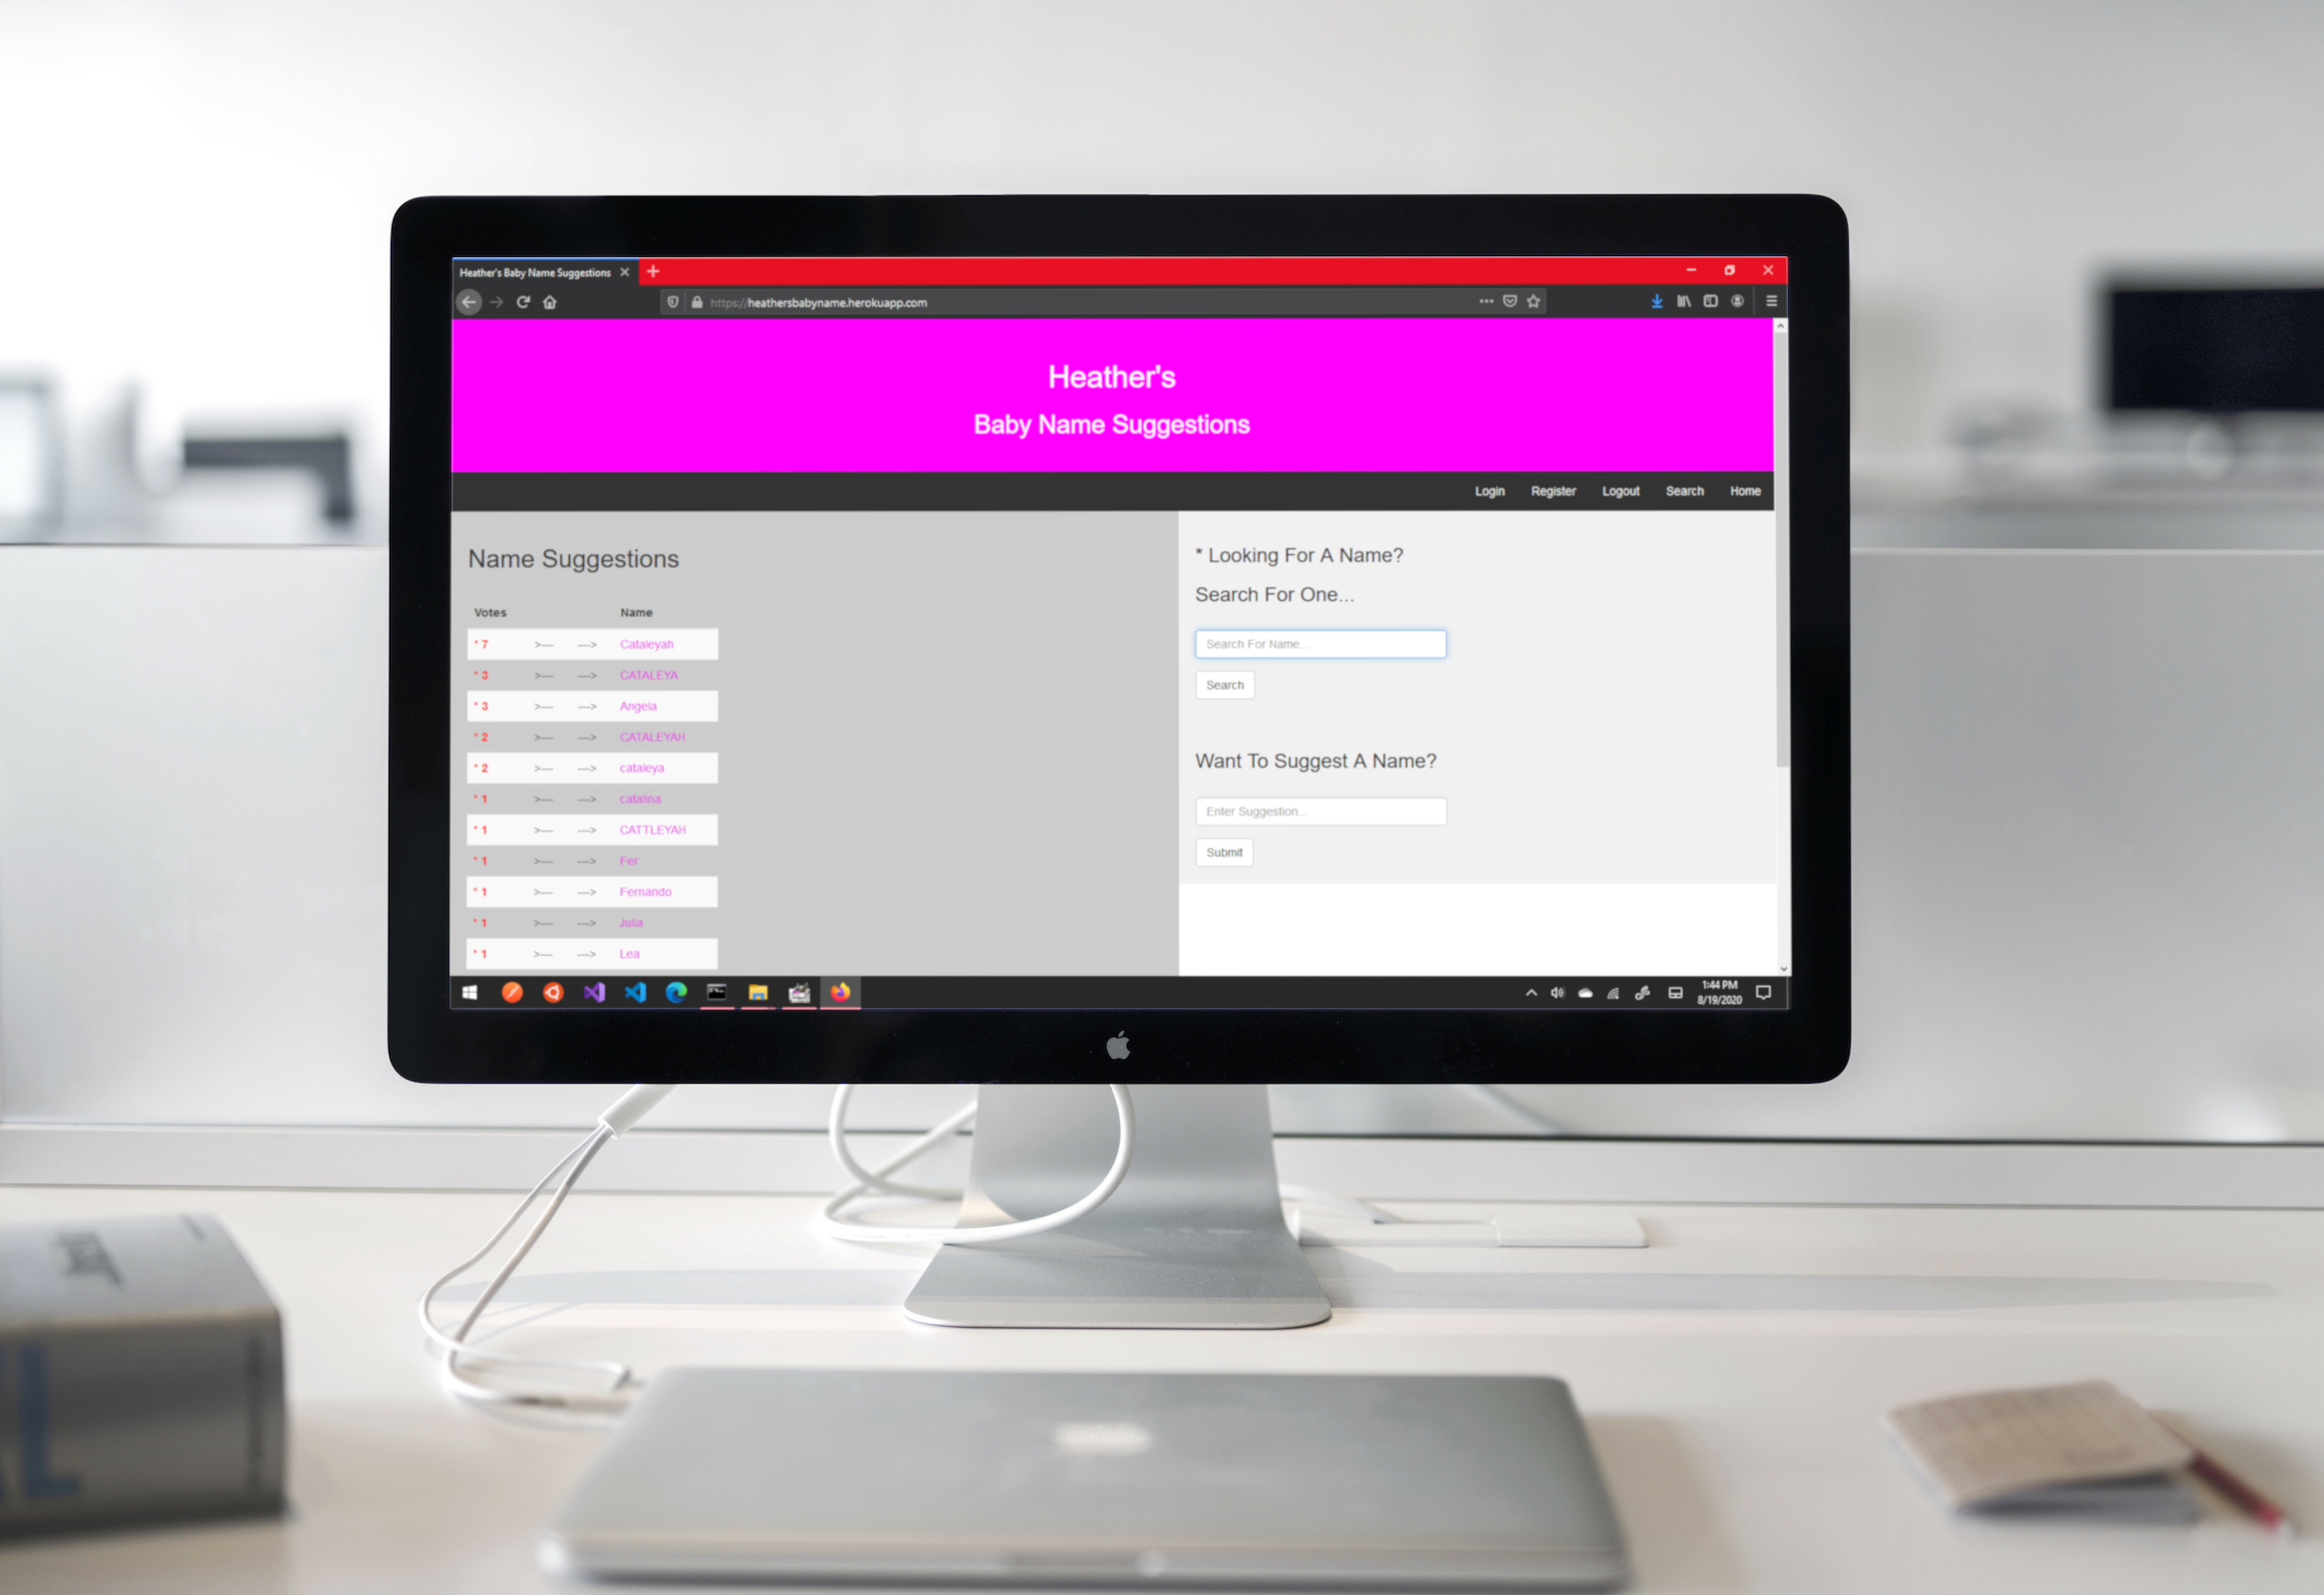 Heather's Baby Name Suggestions
https://heathersbabyname.herokuapp.com
Heather's
Baby Name Suggestions
Login Register Logout Search Home
Name Suggestions
Votes Name
* 7 >--- ---> Cataleyah
* 3 >--- ---> CATALEYA
* 3 >--- ---> Angela
* 2 >--- ---> CATALEYAH
* 2 >--- ---> cataleya
* 1 >--- ---> catalina
* 1 >--- ---> CATTLEYAH
* 1 >--- ---> Fer
* 1 >--- ---> Fernando
* 1 >--- ---> Julia
* 1 >--- ---> Lea
* Looking For A Name?
Search For One...
Search For Name...
Search
Want To Suggest A Name?
Enter Suggestion...
Submit
1:44 PM
8/19/2020